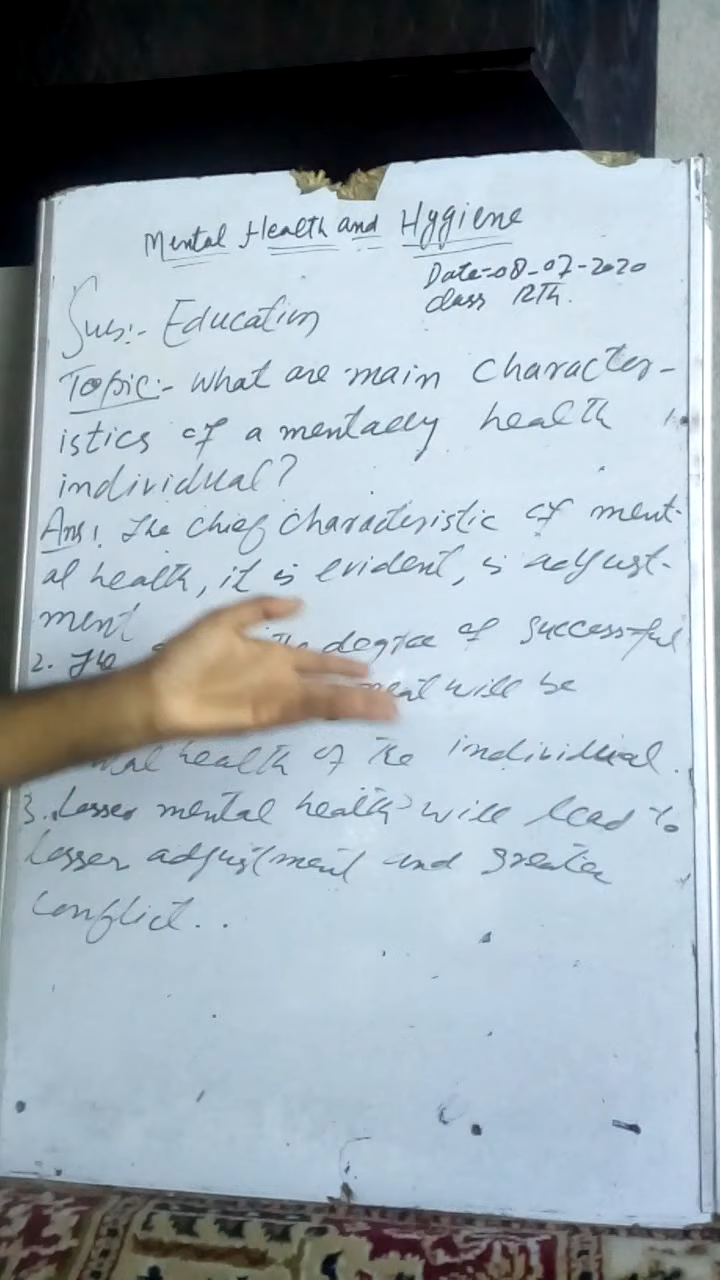 Mental Health and Hygiene
Date=08-07-2020
class 12Th.
Sub:- Education
Topic:- What are main character-
istics of a mentally health
individual?
Ans! The chief characteristic of ment-
al health, it is evident, is adjust-
ment
2. The the degree of successful
will be
health of the individual.
3. Lesser mental health will lead to
lesser adjustment and greater
conflict..